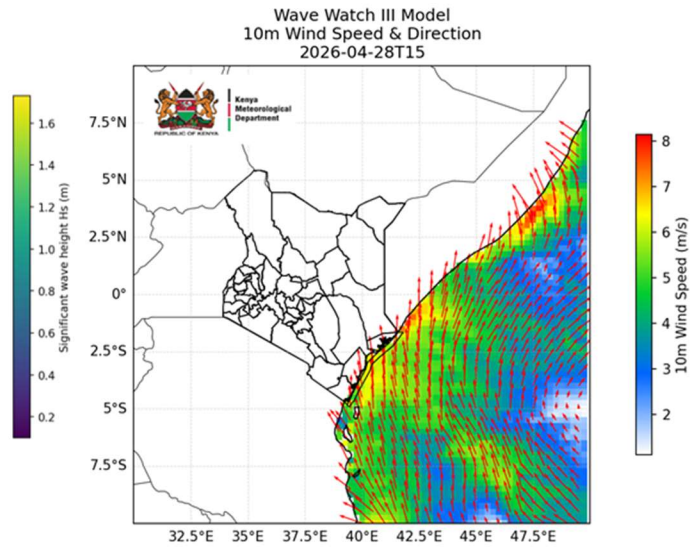 Wave Watch III Model
10m Wind Speed & Direction
2026-04-28T15
Kenya
Meteorological
Department
REPUBLIC OF KENYA
7.5°N
5°N
2.5°N
0°
2.5°S
5°S
7.5°S
32.5°E
35°E
37.5°E
40°E
42.5°E
45°E
47.5°E
1.6
1.4
1.2
1.0
0.8
0.6
0.4
0.2
Significant wave height Hs (m)
8
7
6
5
4
3
2
10m Wind Speed (m/s)